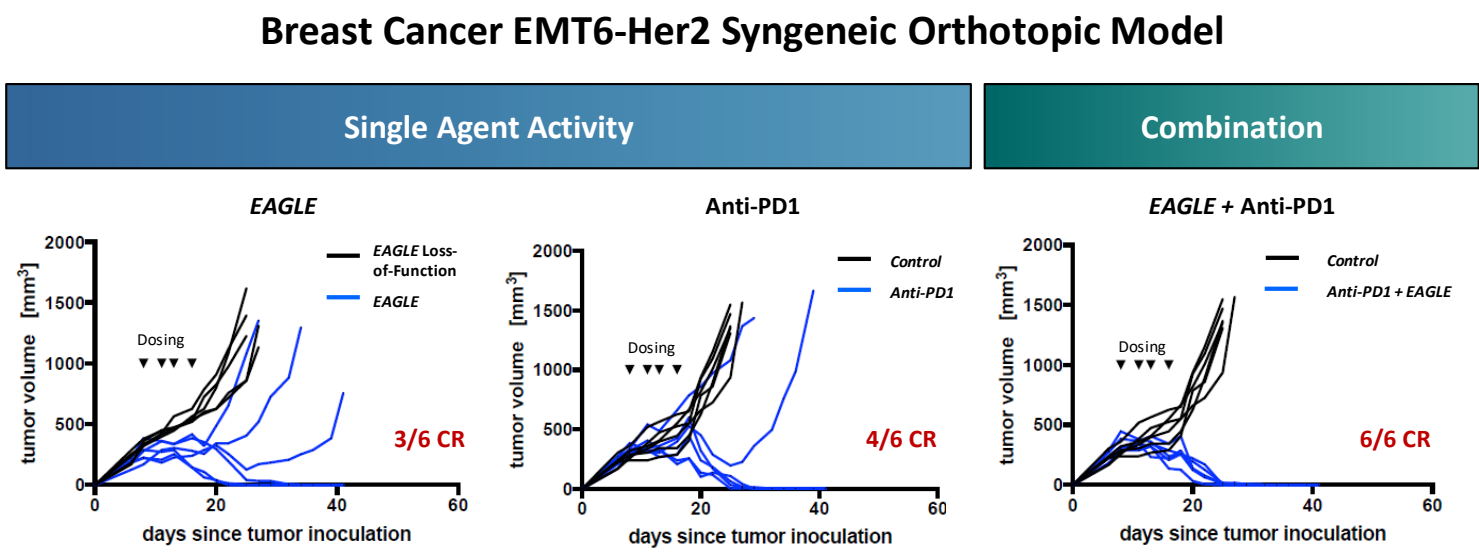 Breast Cancer EMT6-Her2 Syngeneic Orthotopic Model
Single Agent Activity
Combination
EAGLE
2000
1500
1000
500
0
tumor volume [mm³]
0 20 40 60
days since tumor inoculation
Dosing
EAGLE Loss-
of-Function
EAGLE
3/6 CR
Anti-PD1
2000
1500
1000
500
0
tumor volume [mm³]
0 20 40 60
days since tumor inoculation
Dosing
Control
Anti-PD1
4/6 CR
EAGLE + Anti-PD1
2000
1500
1000
500
0
tumor volume [mm³]
0 20 40 60
days since tumor inoculation
Dosing
Control
Anti-PD1 + EAGLE
6/6 CR